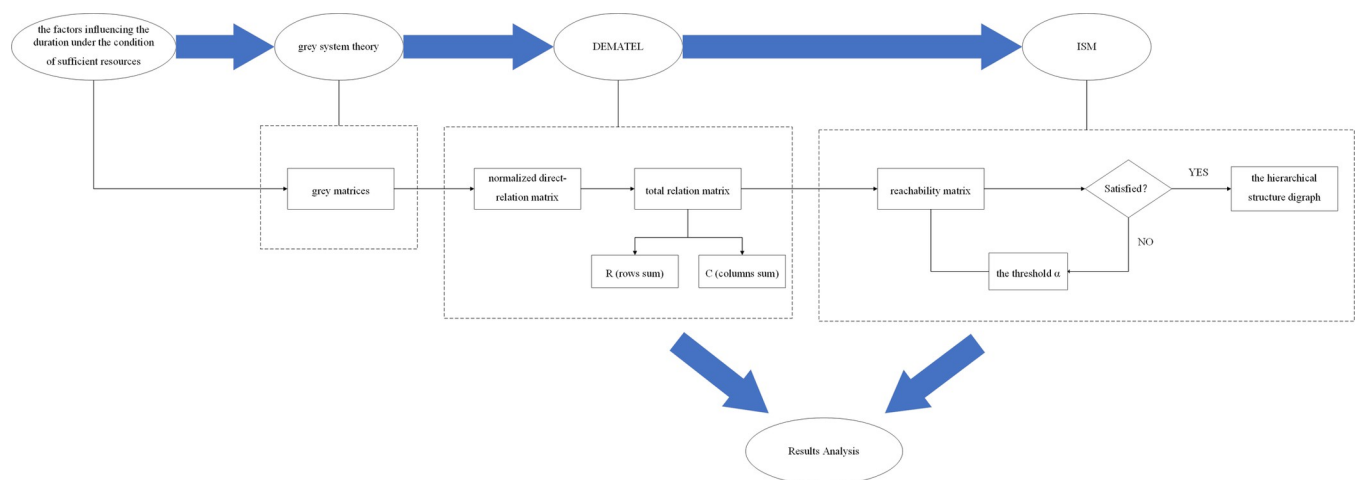 the factors influencing the
duration under the condition
of sufficient resources
grey system theory
DEMATEL
ISM
grey matrices
normalized direct-
relation matrix
total relation matrix
R (rows sum)
C (columns sum)
reachability matrix
Satisfied?
YES
the hierarchical
structure digraph
NO
the threshold α
Results Analysis